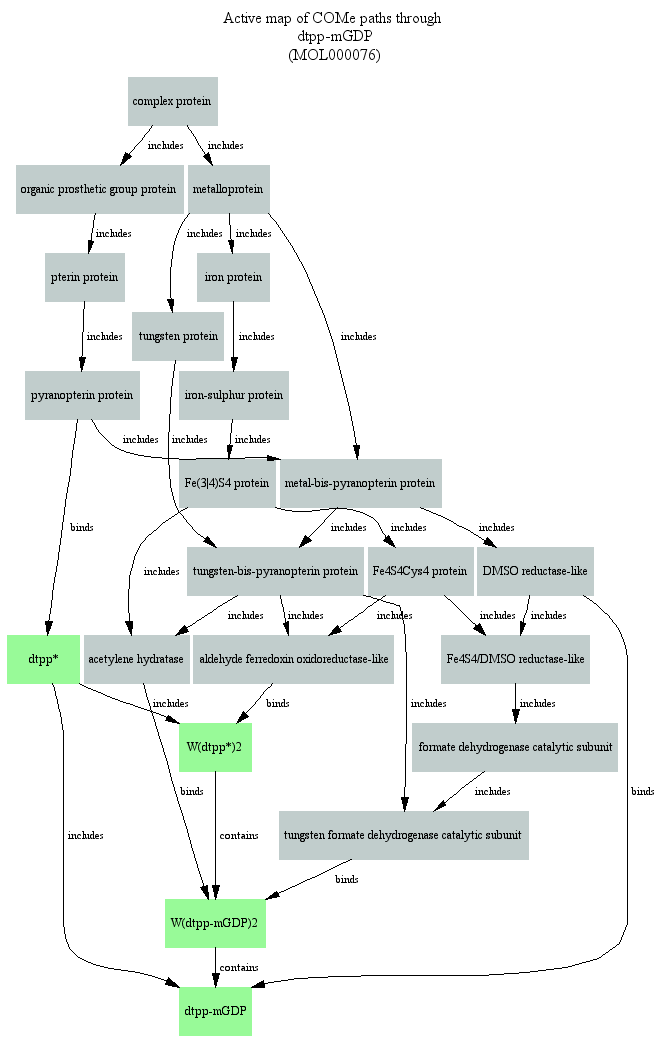 Active map of COMe paths through
dtpp-mGDP
(MOL000076)
complex protein
includes
includes
organic prosthetic group protein
metalloprotein
includes
includes
includes
pterin protein
iron protein
tungsten protein
includes
includes
includes
pyranopterin protein
iron-sulphur protein
includes
includes
includes
Fe(3|4)S4 protein
metal-bis-pyranopterin protein
binds
includes
includes
includes
includes
tungsten-bis-pyranopterin protein
Fe4S4Cys4 protein
DMSO reductase-like
includes
includes
includes
includes
includes
dtpp*
acetylene hydratase
aldehyde ferredoxin oxidoreductase-like
Fe4S4/DMSO reductase-like
includes
binds
includes
includes
W(dtpp*)2
formate dehydrogenase catalytic subunit
binds
includes
binds
includes
contains
tungsten formate dehydrogenase catalytic subunit
binds
W(dtpp-mGDP)2
contains
dtpp-mGDP